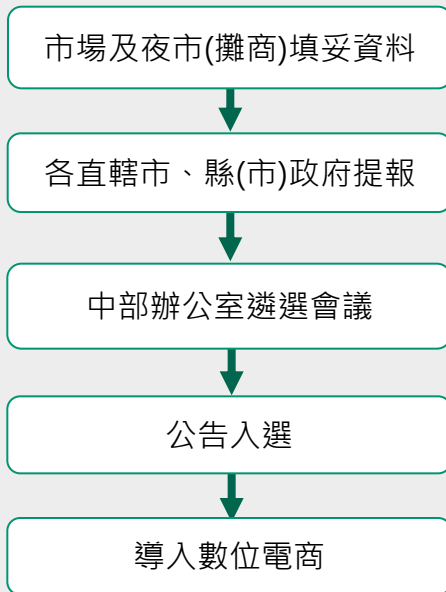 市場及夜市(攤商)填妥資料
各直轄市、縣(市)政府提報
中部辦公室遴選會議
公告入選
導入數位電商